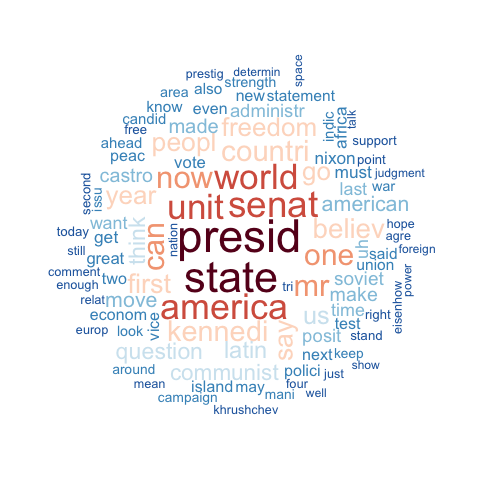 space
prestig determin
area also strength
know even new statement
candid administr africa indic talk
free made freedom
ahead peopl countri support
peac vote nixon point
castro now world go must judgment
second issu year last war
want can unit senat american
today get think nation presid believ uh hope
still great one said agre foreign
comment two state union
enough first tri mr soviet power eisenhow
relat move america us make
econom vice kennedi say time right
europ look test stand
question latin posit
around communist next keep
mean island may polici just show
campaign four mani well
khrushchev